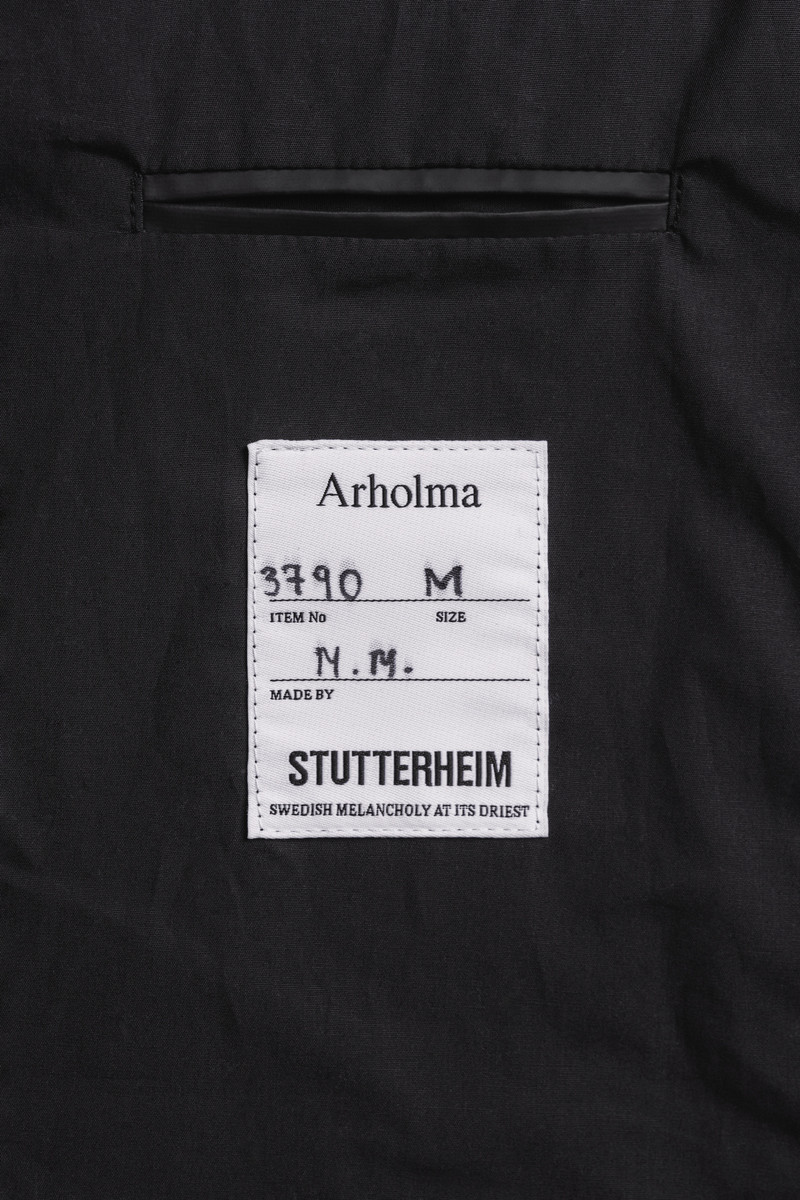 Arholma
3790 M
ITEM No SIZE
M.M.
MADE BY
STUTTERHEIM
SWEDISH MELANCHOLY AT ITS DRIEST